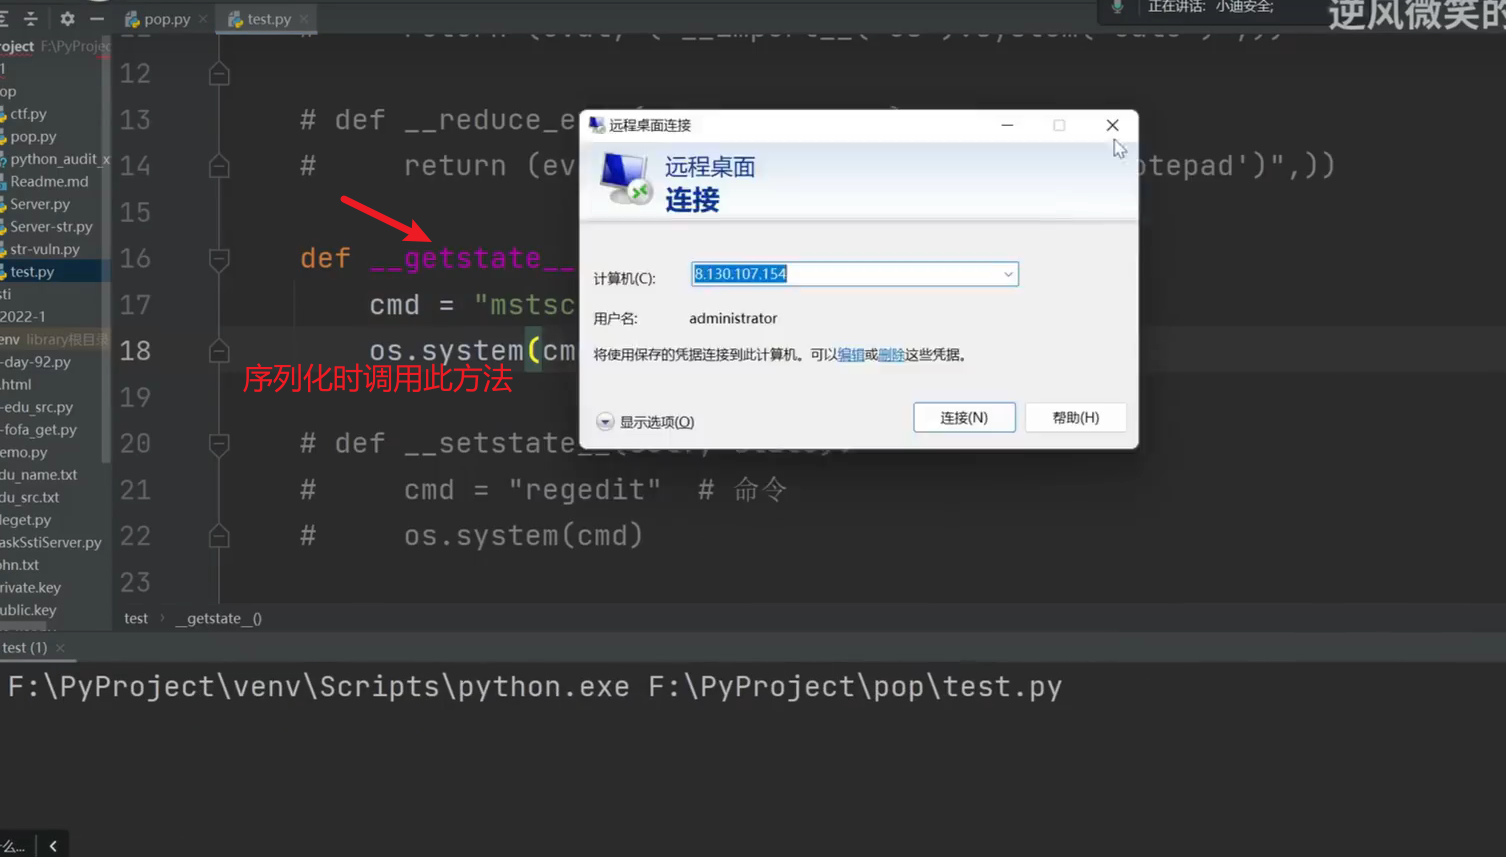 pop.py
test.py
正在讲话: 小迪安全;
逆风微笑的
oject F:\PyProjec
12
13 # def __reduce_e
14 # return (ev otepad')",))
15
16 def __getstate__
17 cmd = "mstsc
18 os.system(cm
序列化时调用此方法
19
20 # def __setstate__
21 # cmd = "regedit" # 命令
22 # os.system(cmd)
23
远程桌面连接
远程桌面
连接
计算机(C): 8.130.107.154
用户名: administrator
将使用保存的凭据连接到此计算机。可以编辑或删除这些凭据。
显示选项(O)
连接(N) 帮助(H)
1
op
ctf.py
pop.py
python_audit_x
Readme.md
Server.py
Server-str.py
str-vuln.py
test.py
sti
2022-1
env library根目录
-day-92.py
.html
-edu_src.py
-fofa_get.py
emo.py
du_name.txt
du_src.txt
leget.py
askSstiServer.py
ohn.txt
rivate.key
ublic.key
test › __getstate__()
test (1)
F:\PyProject\venv\Scripts\python.exe F:\PyProject\pop\test.py
什么...